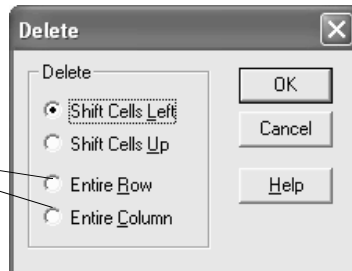 Delete
Delete
Shift Cells Left
Shift Cells Up
Entire Row
Entire Column
OK
Cancel
Help